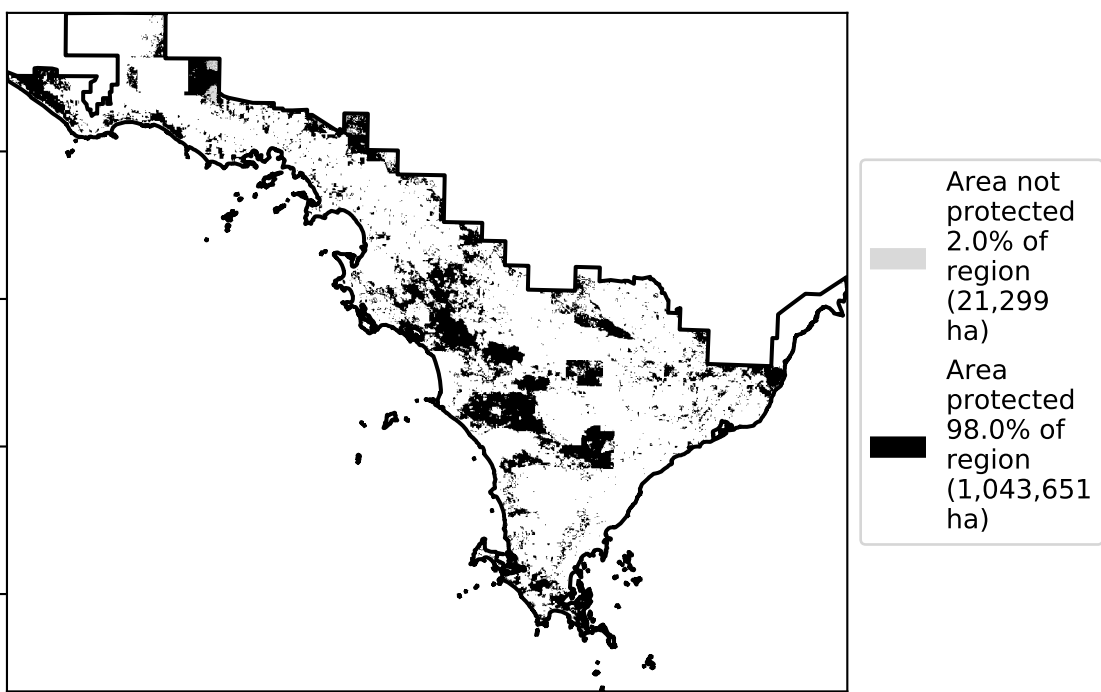 Area not
protected
2.0% of
region
(21,299
ha)
Area
protected
98.0% of
region
(1,043,651
ha)